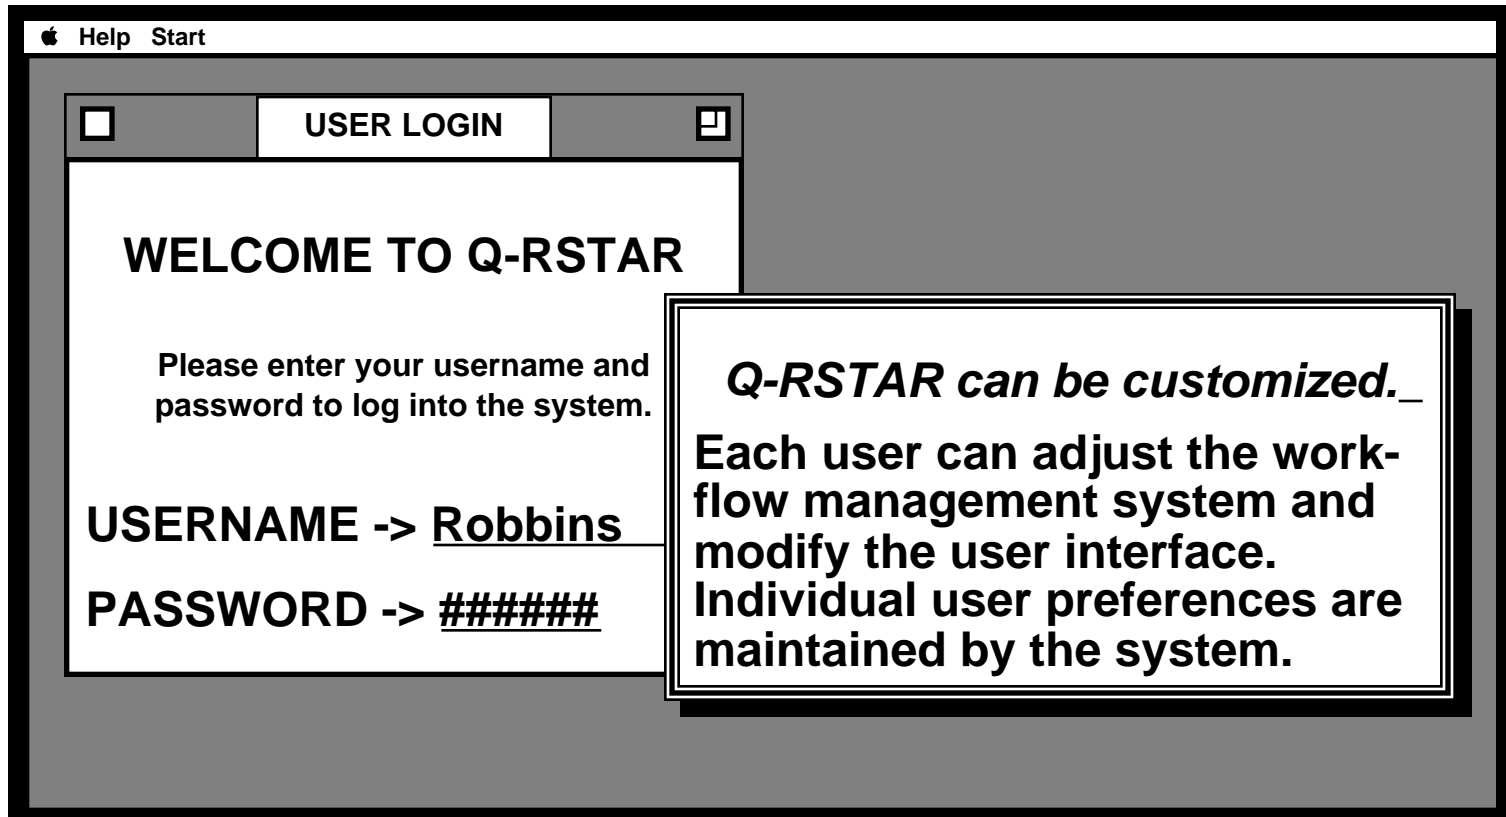 Help Start
USER LOGIN
WELCOME TO Q-RSTAR
Please enter your username and
password to log into the system.
USERNAME -> Robbins
PASSWORD -> ######
Q-RSTAR can be customized._
Each user can adjust the work-
flow management system and
modify the user interface.
Individual user preferences are
maintained by the system.